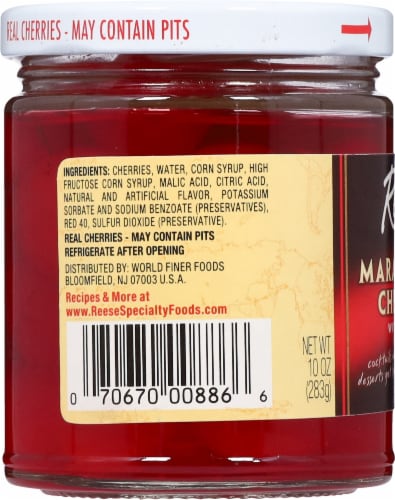 REAL CHERRIES - MAY CONTAIN PITS
INGREDIENTS: CHERRIES, WATER, CORN SYRUP, HIGH
FRUCTOSE CORN SYRUP, MALIC ACID, CITRIC ACID,
NATURAL AND ARTIFICIAL FLAVOR, POTASSIUM
SORBATE AND SODIUM BENZOATE (PRESERVATIVES),
RED 40, SULFUR DIOXIDE (PRESERVATIVE).
REAL CHERRIES - MAY CONTAIN PITS
REFRIGERATE AFTER OPENING
DISTRIBUTED BY: WORLD FINER FOODS
BLOOMFIELD, NJ 07003 U.S.A.
Recipes & More at
www.ReeseSpecialtyFoods.com
0 70670 00886 6
NET WT
10 OZ
(283g)
MARA
CH
cocktails
desserts